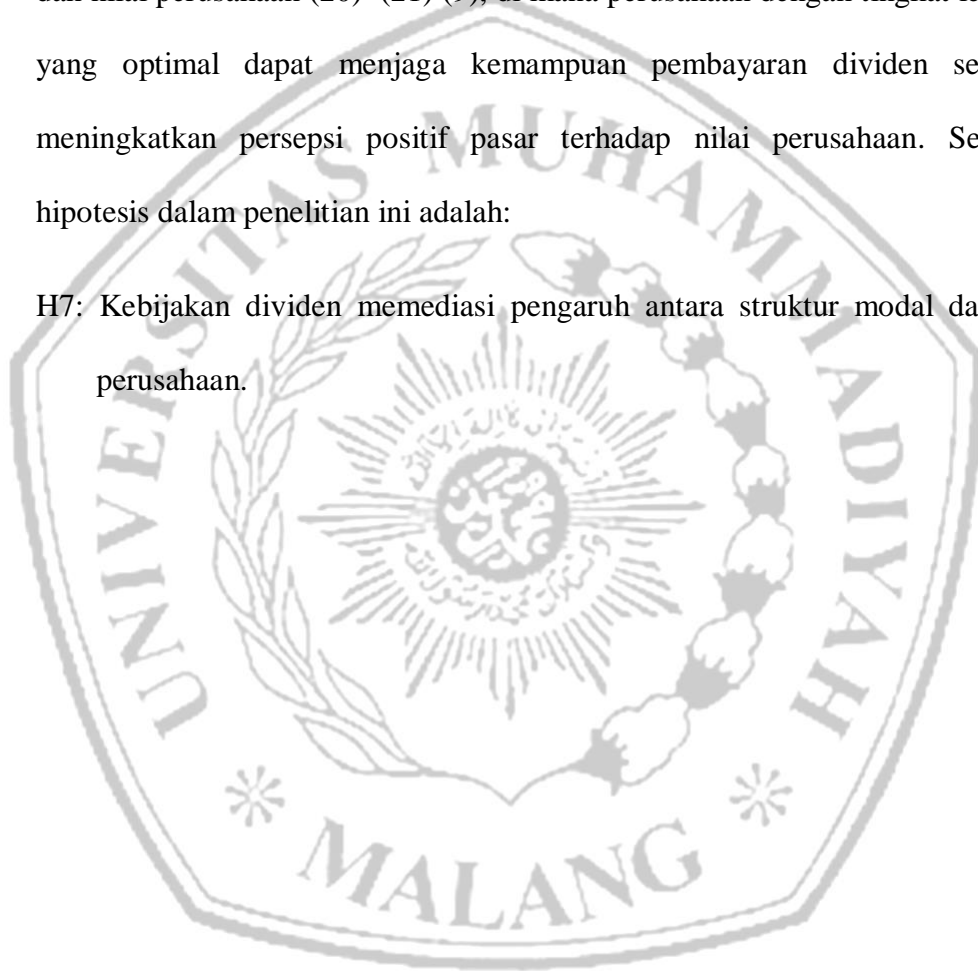 dan nilai perusahaan (20) (21) (9), di mana perusahaan dengan tingkat
yang optimal dapat menjaga kemampuan pembayaran dividen se
meningkatkan persepsi positif pasar terhadap nilai perusahaan. Se
hipotesis dalam penelitian ini adalah:
H7: Kebijakan dividen memediasi pengaruh antara struktur modal da
perusahaan.
UNIVERSITAS MUHAMMADIYAH
MALANG